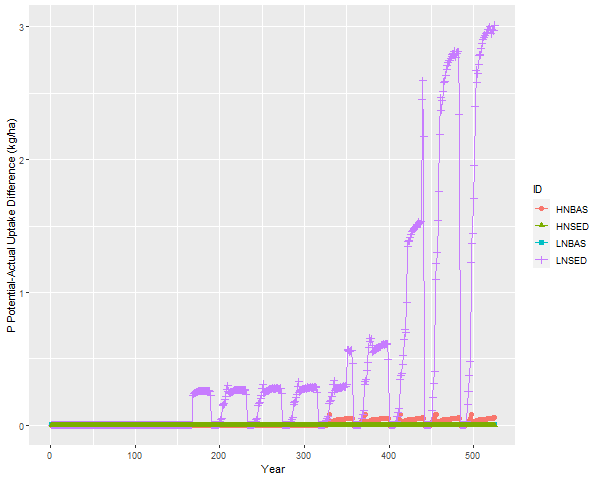 P Potential-Actual Uptake Difference (kg/ha)
3
2
1
0
0
100
200
300
400
500
Year
ID
HNBAS
HNSED
LNBAS
LNSED